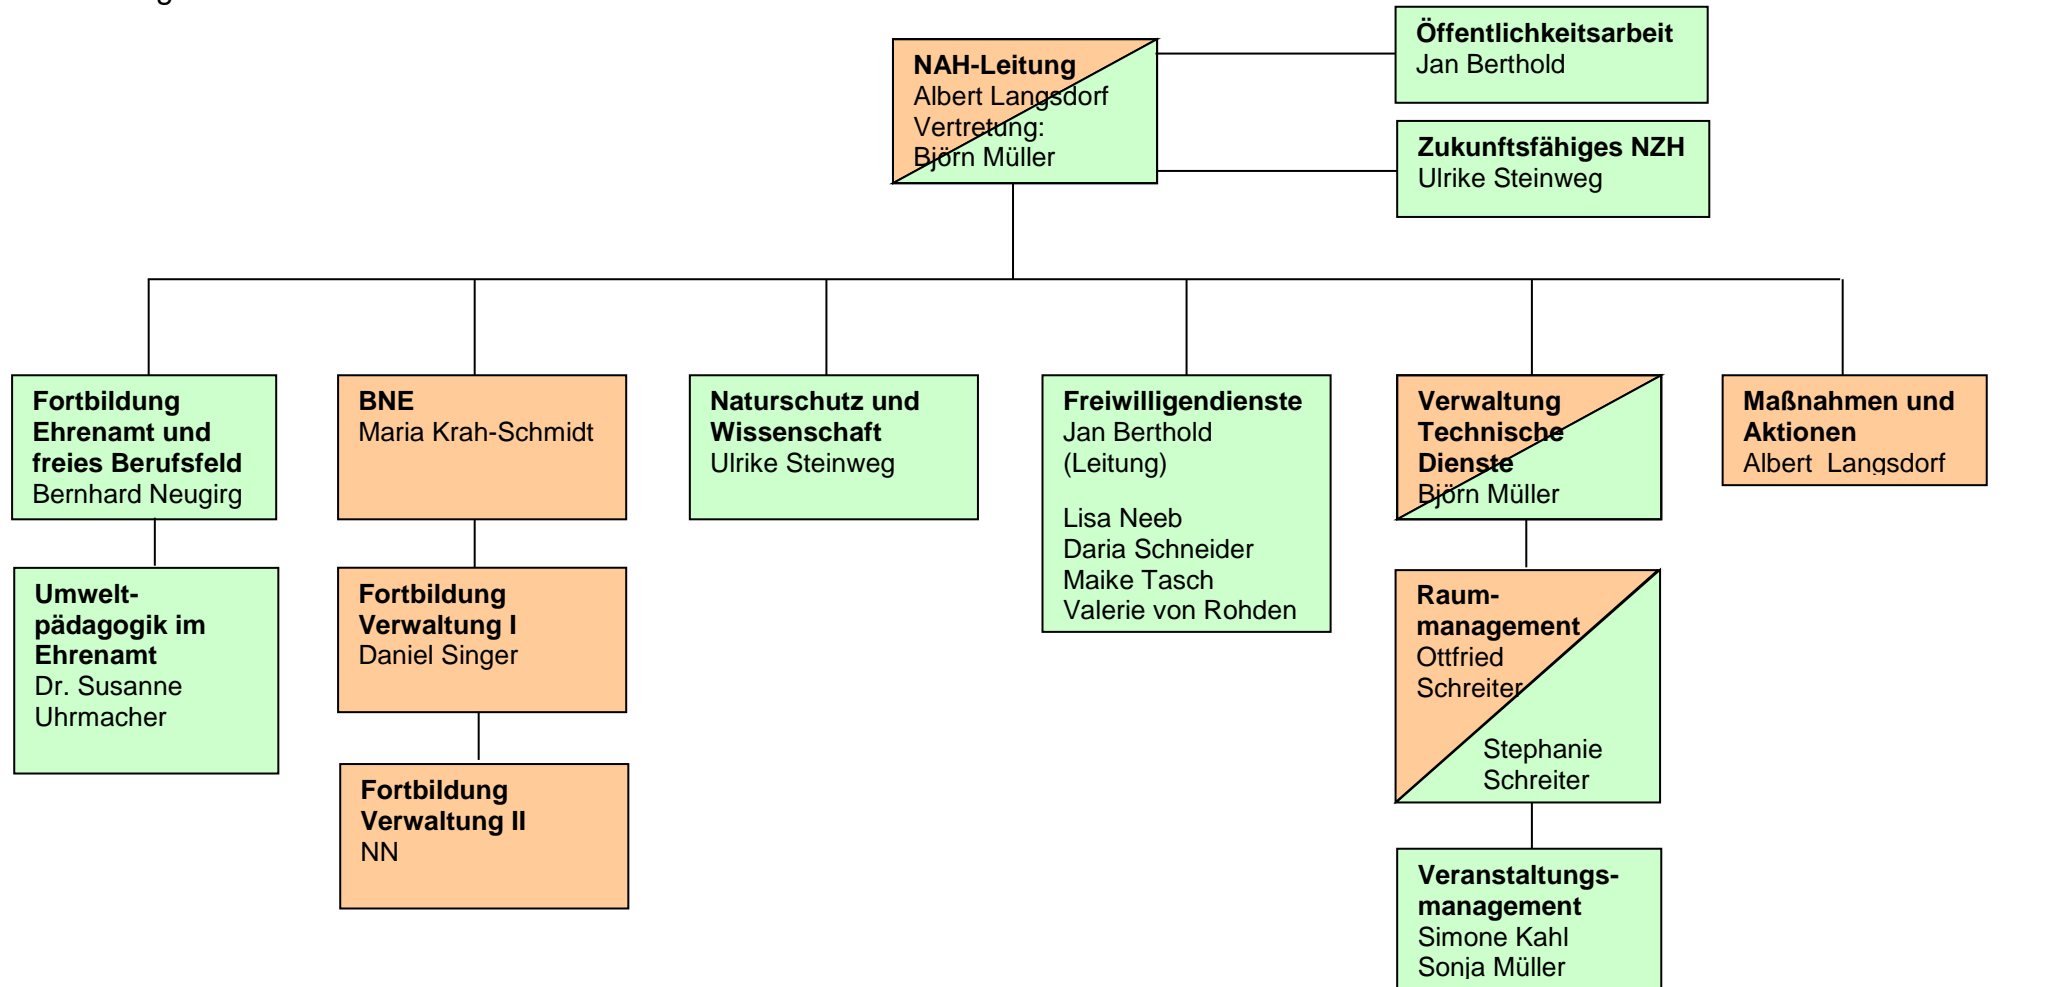 NAH-Leitung
Albert Langsdorf
Vertretung:
Björn Müller
Öffentlichkeitsarbeit
Jan Berthold
Zukunftsfähiges NZH
Ulrike Steinweg
Fortbildung
Ehrenamt und
freies Berufsfeld
Bernhard Neugirg
Umwelt-
pädagogik im
Ehrenamt
Dr. Susanne
Uhrmacher
BNE
Maria Krah-Schmidt
Fortbildung
Verwaltung I
Daniel Singer
Fortbildung
Verwaltung II
NN
Naturschutz und
Wissenschaft
Ulrike Steinweg
Freiwilligendienste
Jan Berthold
(Leitung)
Lisa Neeb
Daria Schneider
Maike Tasch
Valerie von Rohden
Verwaltung
Technische
Dienste
Björn Müller
Raum-
management
Ottfried
Schreiter
Stephanie
Schreiter
Veranstaltungs-
management
Simone Kahl
Sonja Müller
Maßnahmen und
Aktionen
Albert  Langsdorf